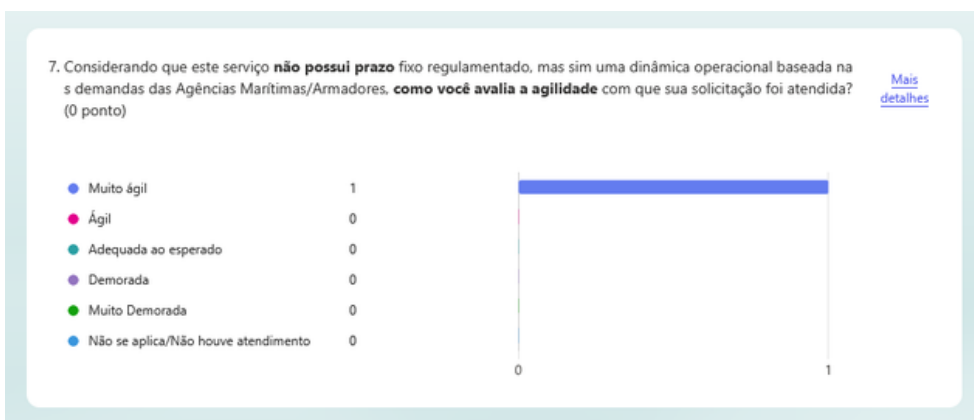 7. Considerando que este serviço não possui prazo fixo regulamentado, mas sim uma dinâmica operacional baseada na
s demandas das Agências Marítimas/Armadores, como você avalia a agilidade com que sua solicitação foi atendida?
(0 ponto)
Mais
detalhes
Muito ágil 1
Ágil 0
Adequada ao esperado 0
Demorada 0
Muito Demorada 0
Não se aplica/Não houve atendimento 0
0 1